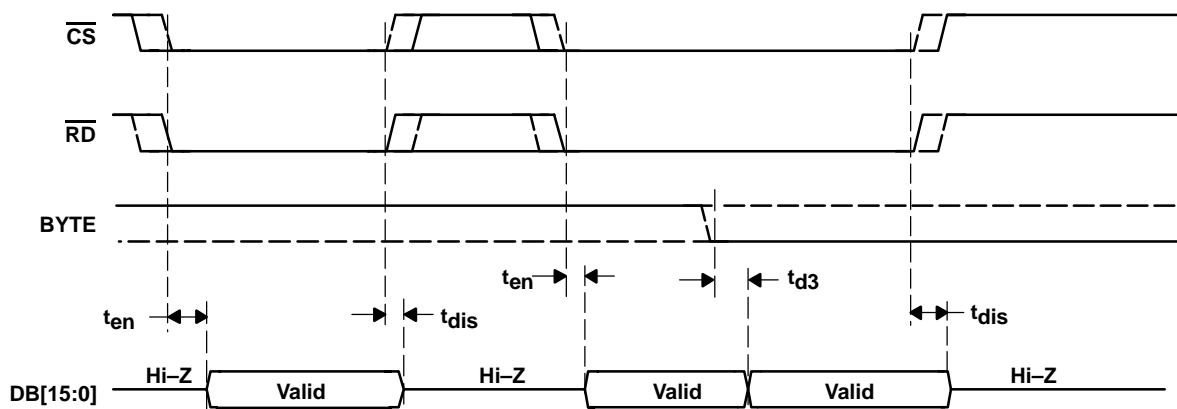 CS
RD
BYTE
ten
td3
ten
tdis
tdis
Hi–Z
Hi–Z
Hi–Z
DB[15:0]
Valid
Valid
Valid